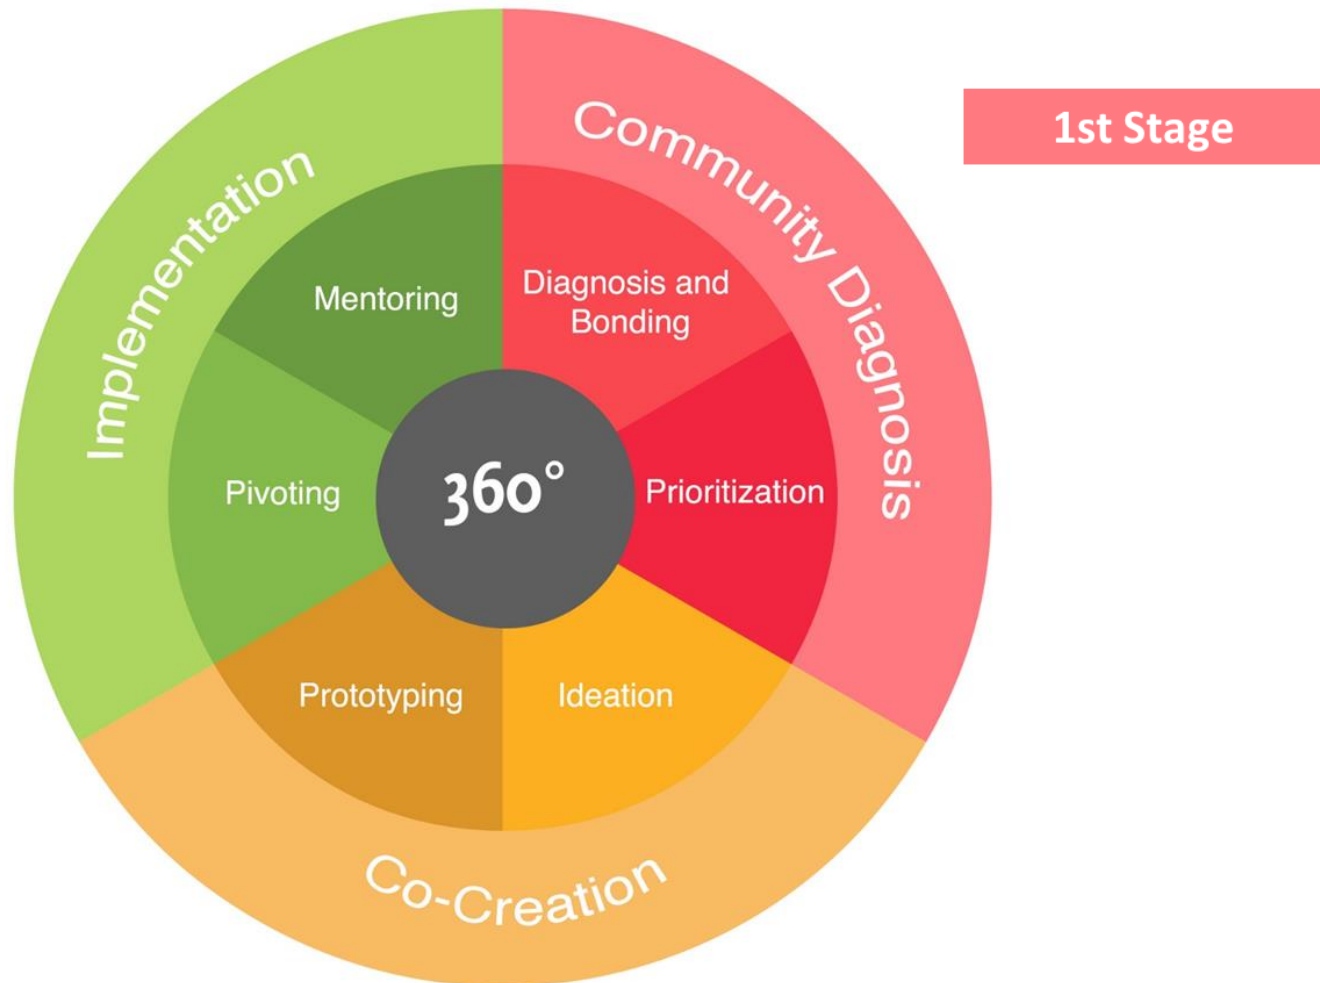 1st Stage
Community Diagnosis
Diagnosis and
Bonding
Prioritization
Co-Creation
Ideation
Prototyping
Implementation
Pivoting
Mentoring
360°